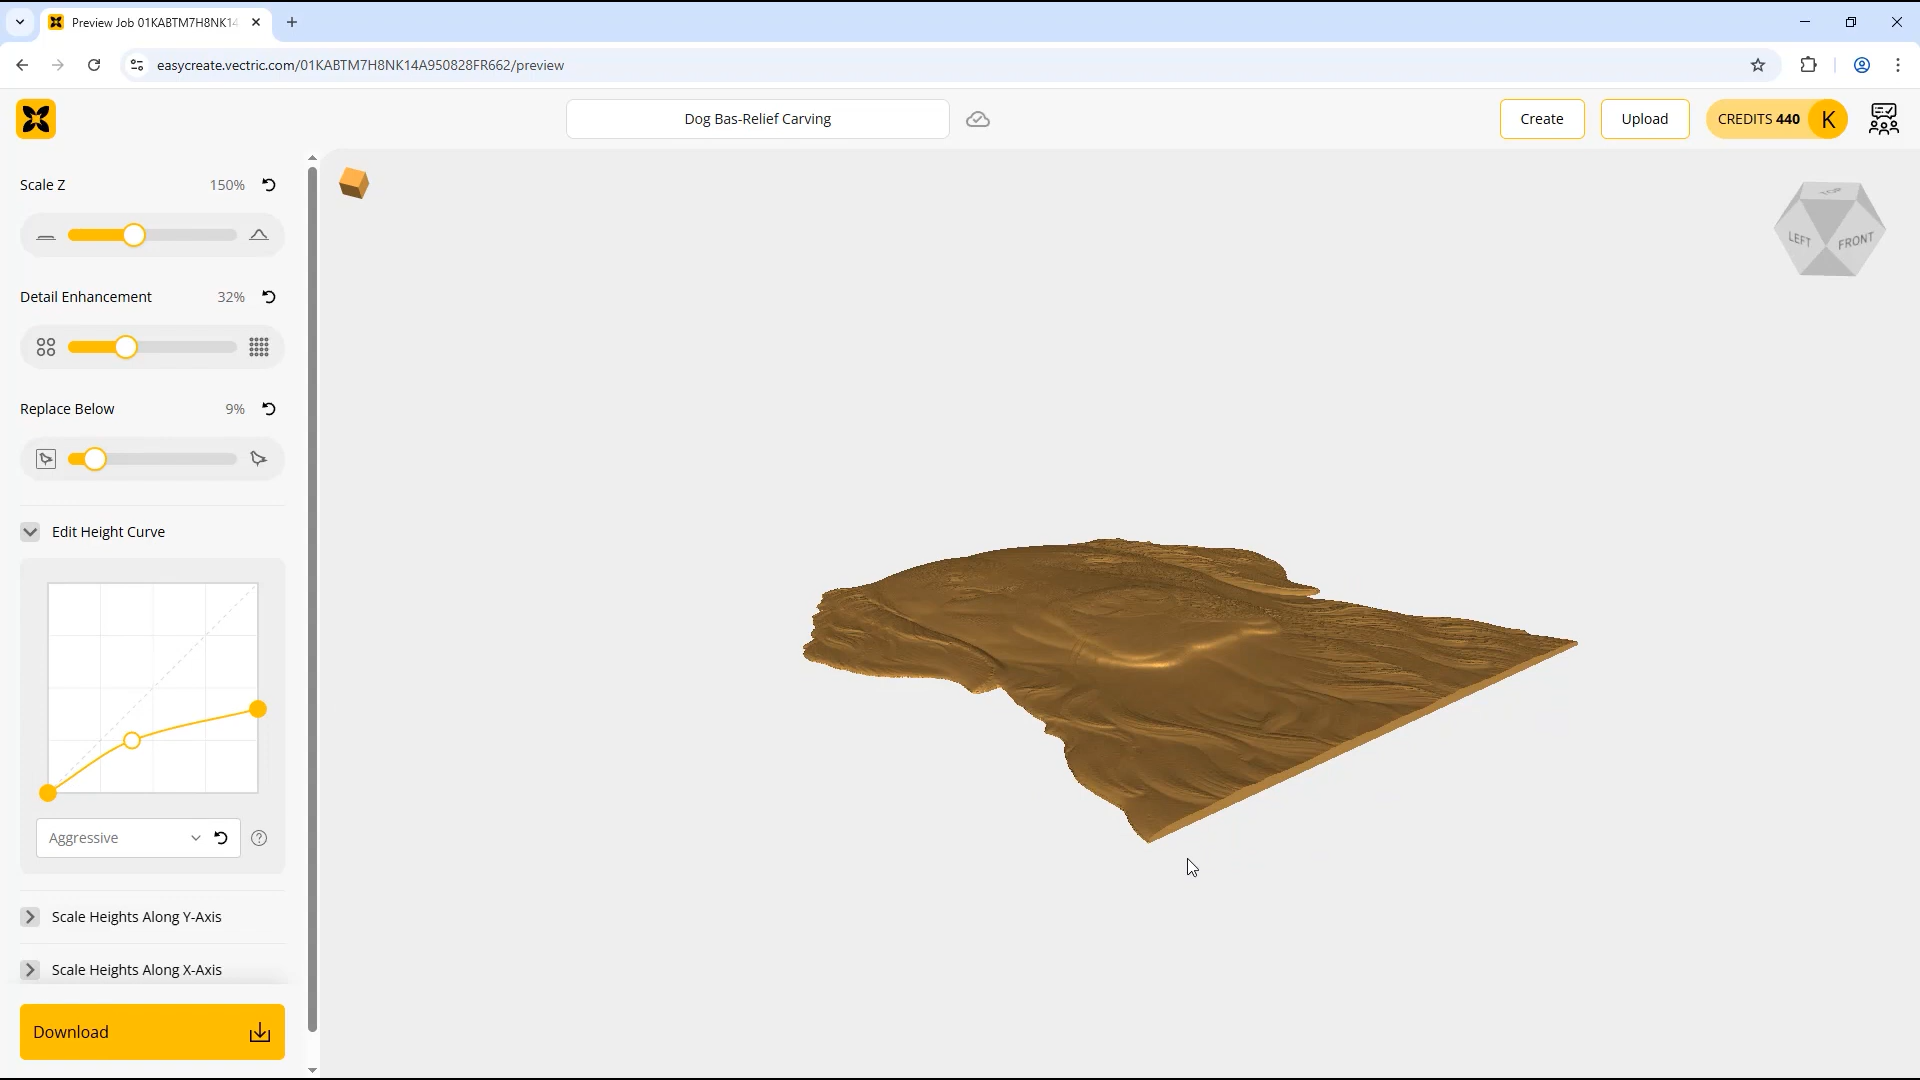 Preview Job 01KABTM7H8NK14
easycreate.vectric.com/01KABTM7H8NK14A950828FR662/preview
Dog Bas-Relief Carving
Create
Upload
CREDITS 440
K
Scale Z
150%
TOP
LEFT
FRONT
Detail Enhancement
32%
Replace Below
9%
Edit Height Curve
Aggressive
Scale Heights Along Y-Axis
Scale Heights Along X-Axis
Download